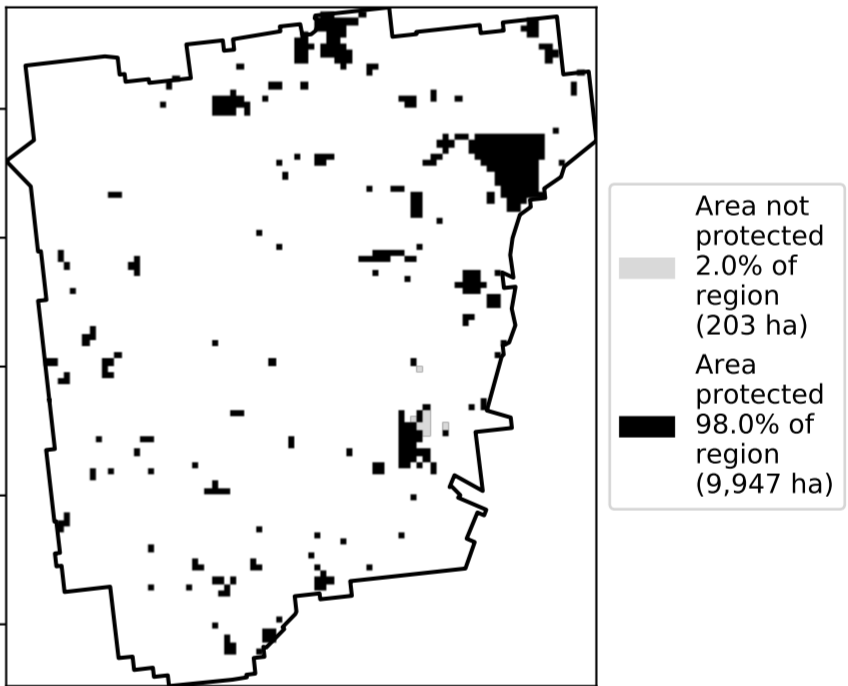 Area not
protected
2.0% of
region
(203 ha)
Area
protected
98.0% of
region
(9,947 ha)